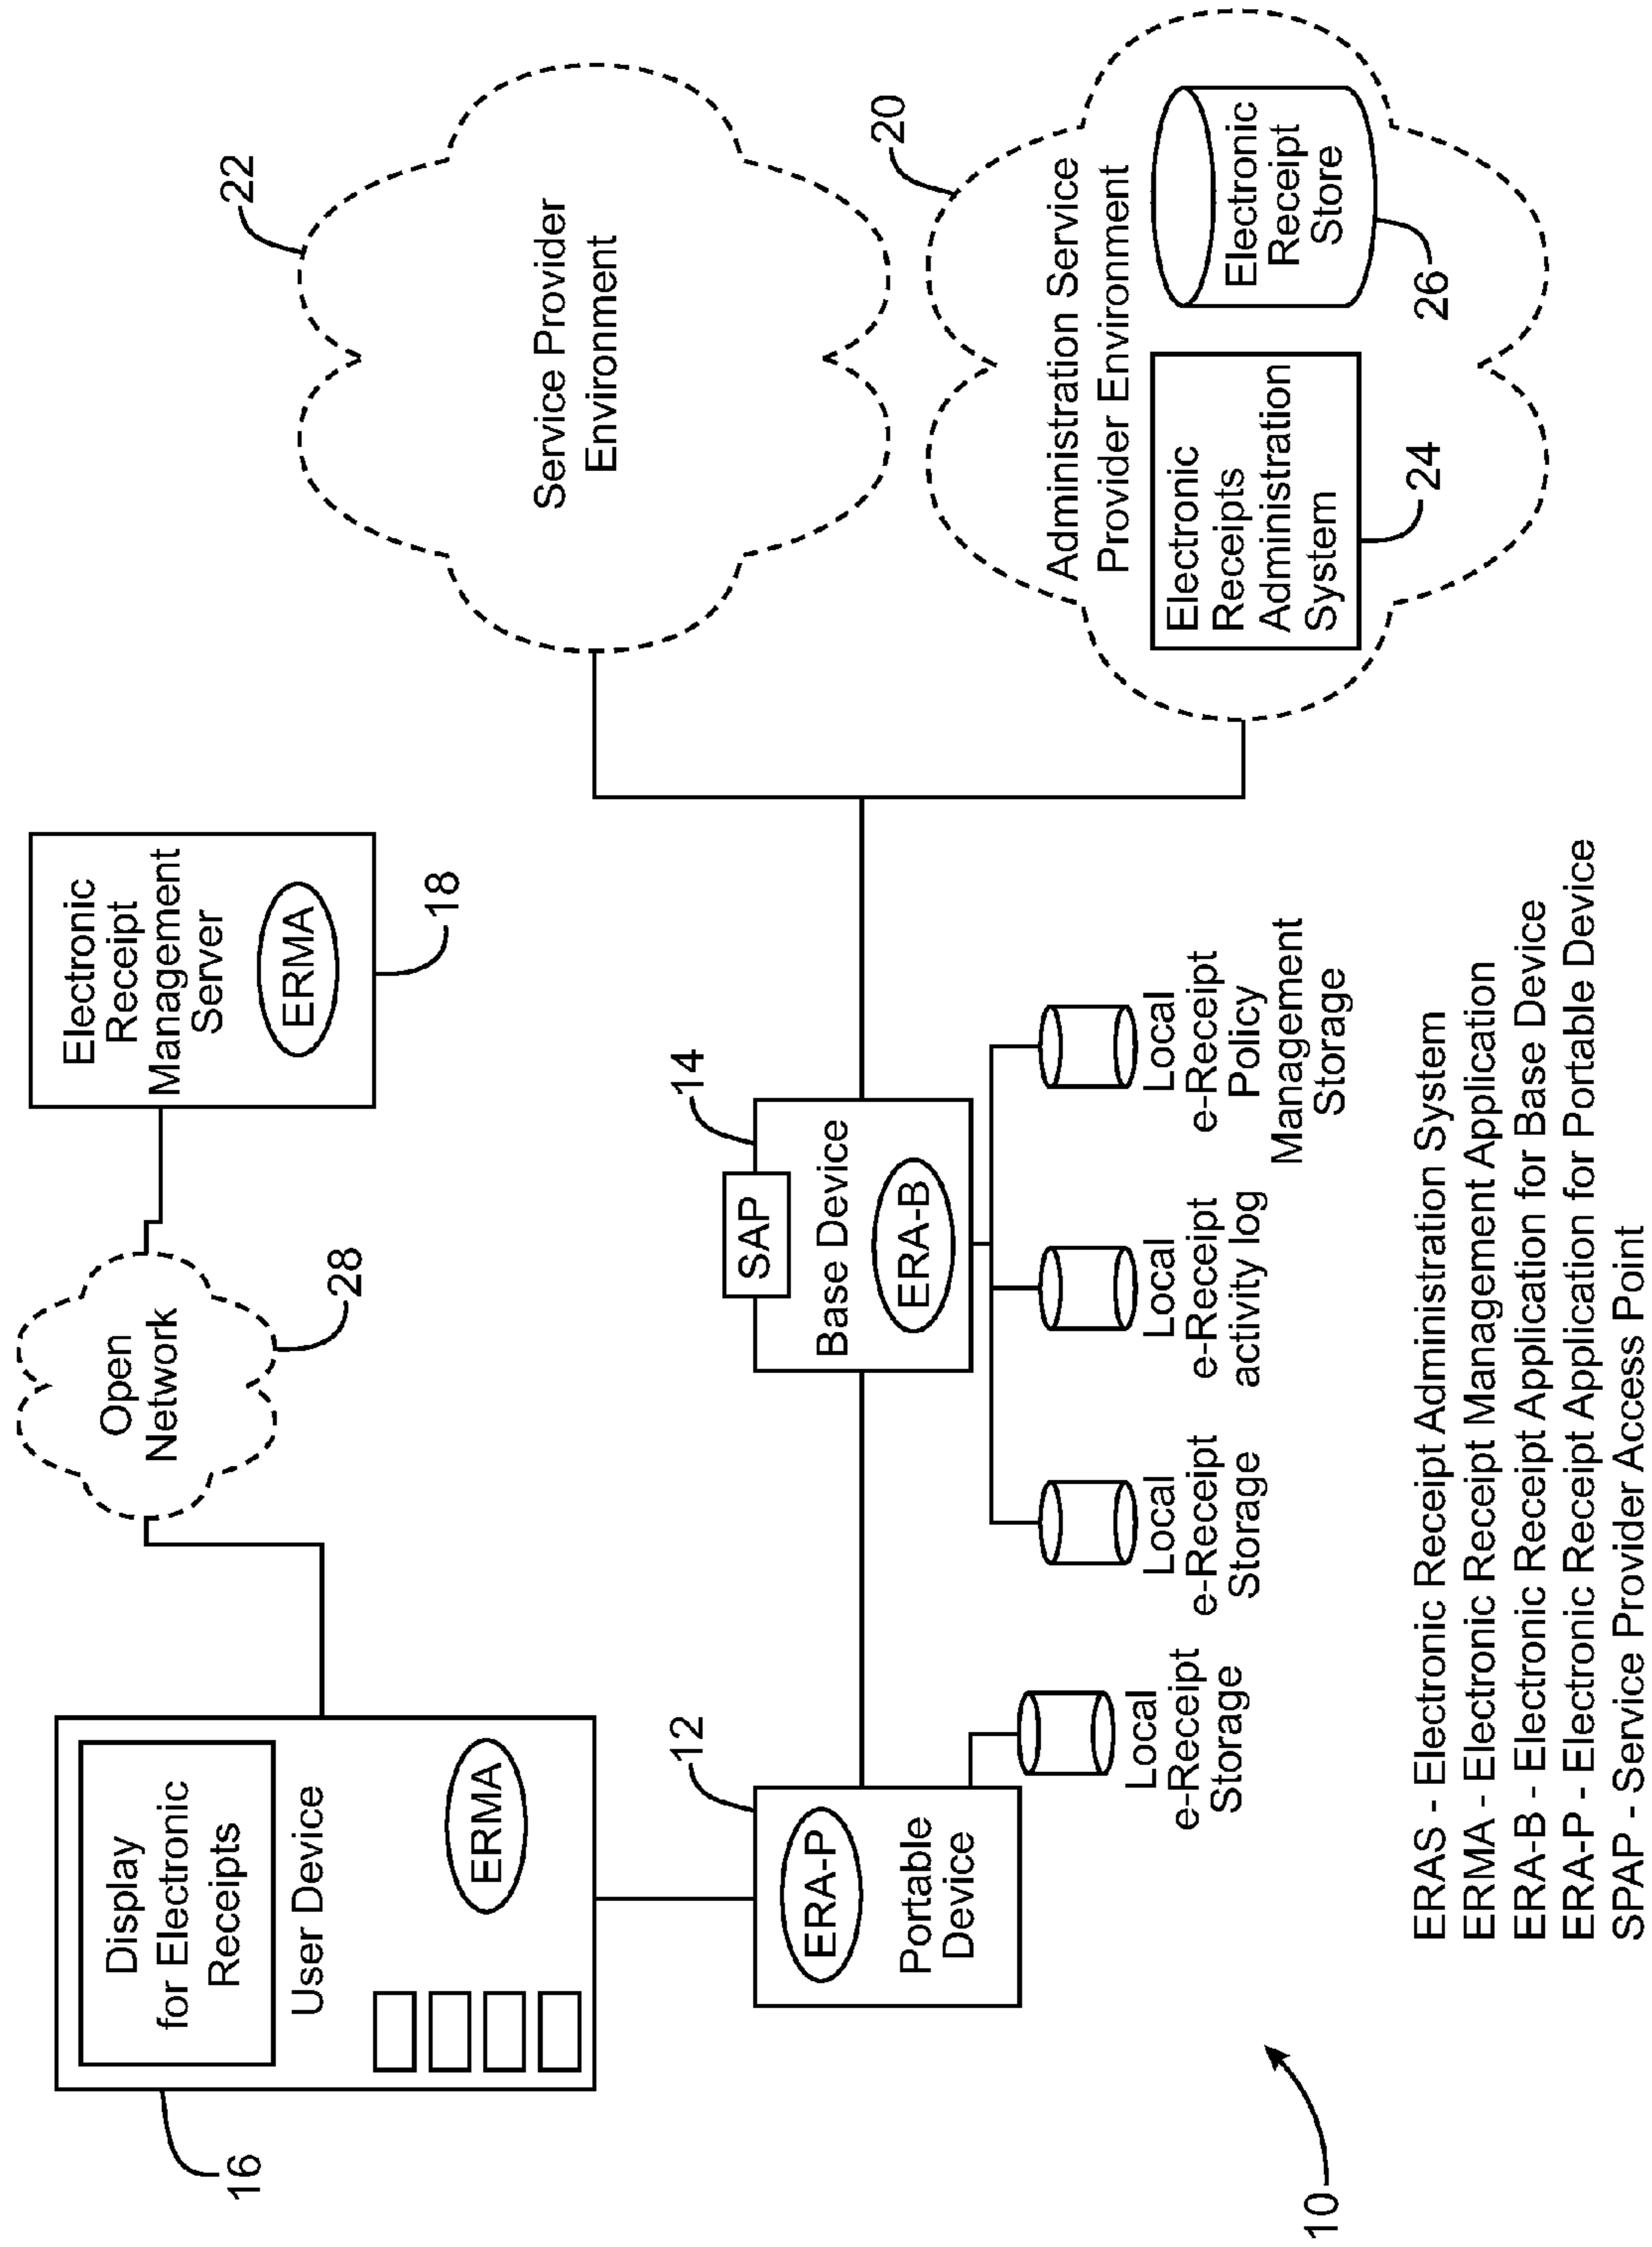 16
Display
for Electronic
Receipts
User Device
ERMA
Open
Network
28
Electronic
Receipt
Management
Server
ERMA
18
22
Service Provider
Environment
12
ERA-P
Portable
Device
Local
e-Receipt
Storage
14
SAP
Base Device
ERA-B
Local
e-Receipt
Storage
Local
e-Receipt
activity log
Local
e-Receipt
Policy
Management
Storage
20
Administration Service
Provider Environment
Electronic
Receipts
Administration
System
24
Electronic
Receipt
Store
26
10
ERAS - Electronic Receipt Administration System
ERMA - Electronic Receipt Management Application
ERA-B - Electronic Receipt Application for Base Device
ERA-P - Electronic Receipt Application for Portable Device
SPAP - Service Provider Access Point